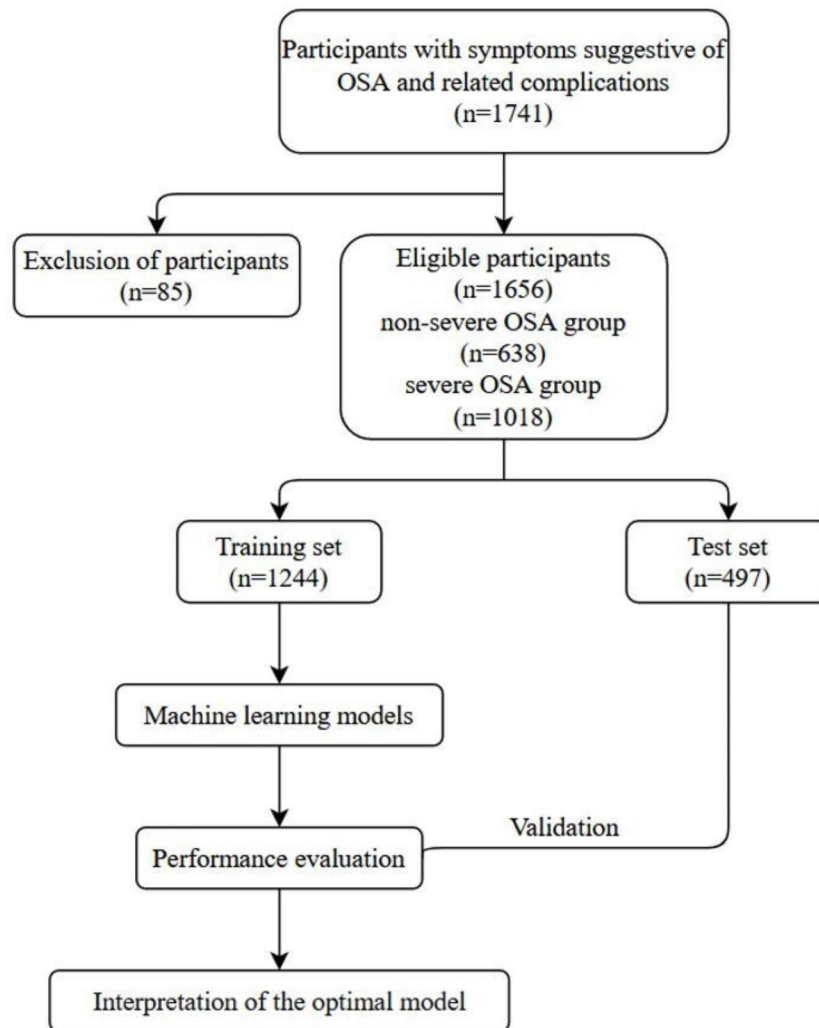 Participants with symptoms suggestive of
OSA and related complications
(n=1741)
Exclusion of participants
(n=85)
Eligible participants
(n=1656)
non-severe OSA group
(n=638)
severe OSA group
(n=1018)
Training set
(n=1244)
Test set
(n=497)
Machine learning models
Validation
Performance evaluation
Interpretation of the optimal model